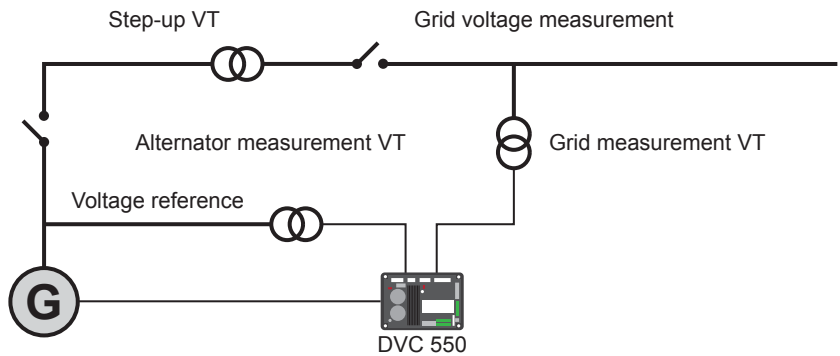 Step-up VT
Grid voltage measurement
Alternator measurement VT
Grid measurement VT
Voltage reference
G
DVC 550